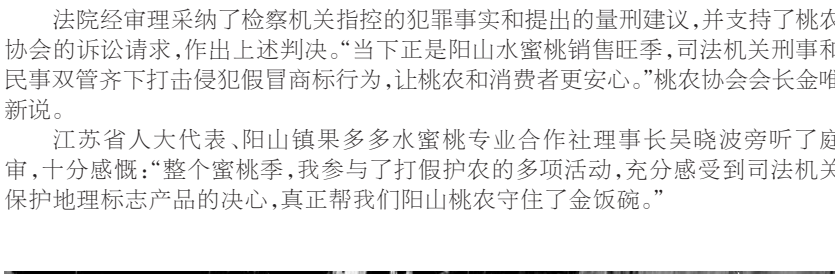 法院经审理采纳了检察机关指控的犯罪事实和提出的量刑建议，并支持了桃农
协会的诉讼请求，作出上述判决。“当下正是阳山水蜜桃销售旺季，司法机关刑事和
民事双管齐下打击侵犯假冒商标行为，让桃农和消费者更安心。”桃农协会会长金唯
新说。
江苏省人大代表、阳山镇果多多水蜜桃专业合作社理事长吴晓波旁听了庭
审，十分感慨：“整个蜜桃季，我参与了打假护农的多项活动，充分感受到司法机关
保护地理标志产品的决心，真正帮我们阳山桃农守住了金饭碗。”